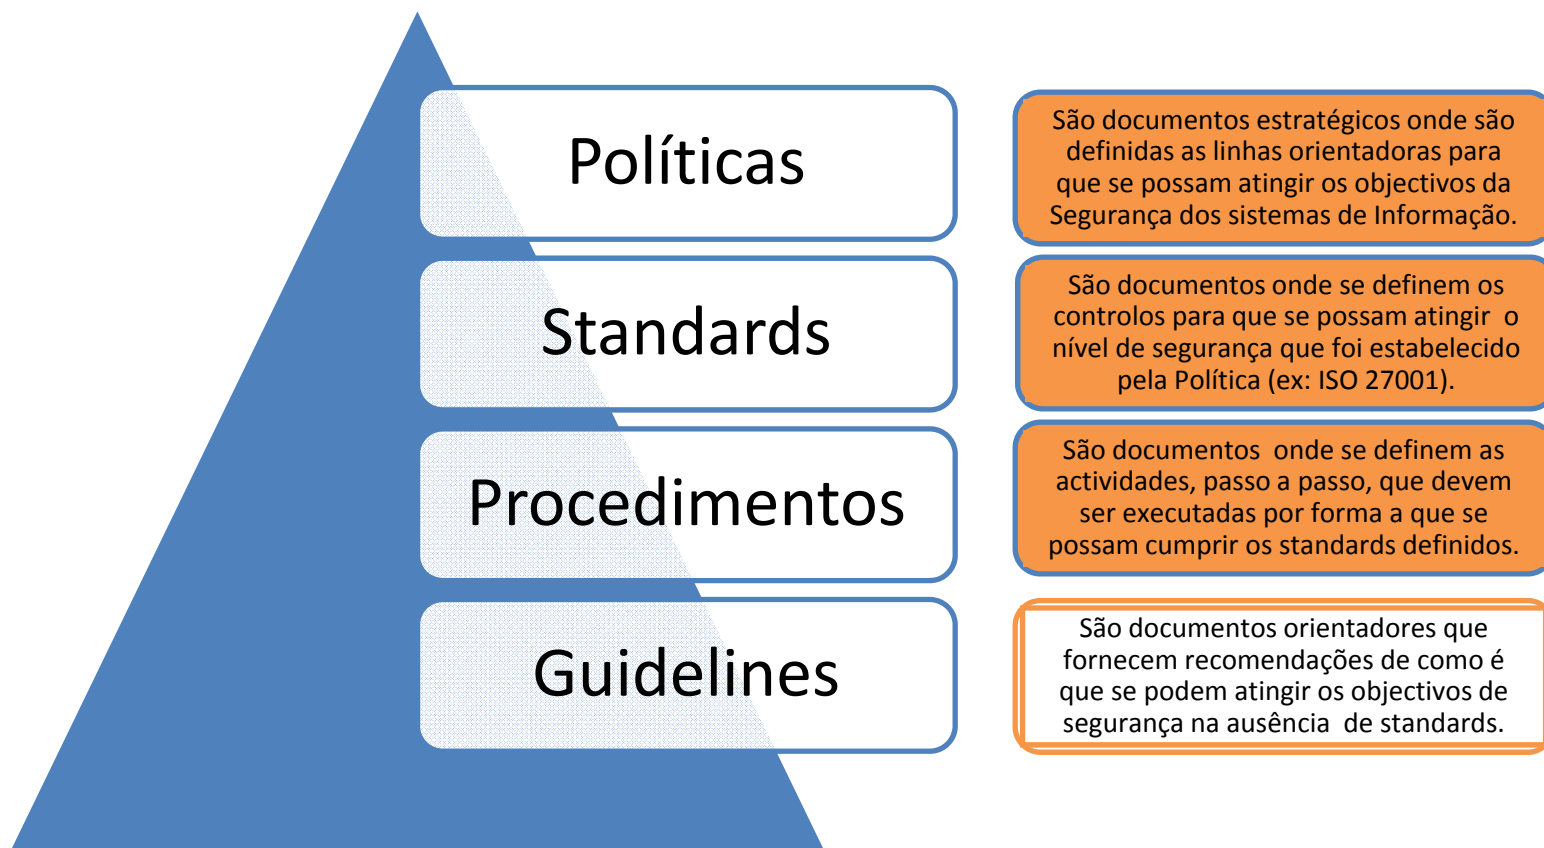 Políticas
São documentos estratégicos onde são
definidas as linhas orientadoras para
que se possam atingir os objectivos da
Segurança dos sistemas de Informação.
Standards
São documentos onde se definem os
controlos para que se possam atingir o
nível de segurança que foi estabelecido
pela Política (ex: ISO 27001).
Procedimentos
São documentos onde se definem as
actividades, passo a passo, que devem
ser executadas por forma a que se
possam cumprir os standards definidos.
Guidelines
São documentos orientadores que
fornecem recomendações de como é
que se podem atingir os objectivos de
segurança na ausência de standards.